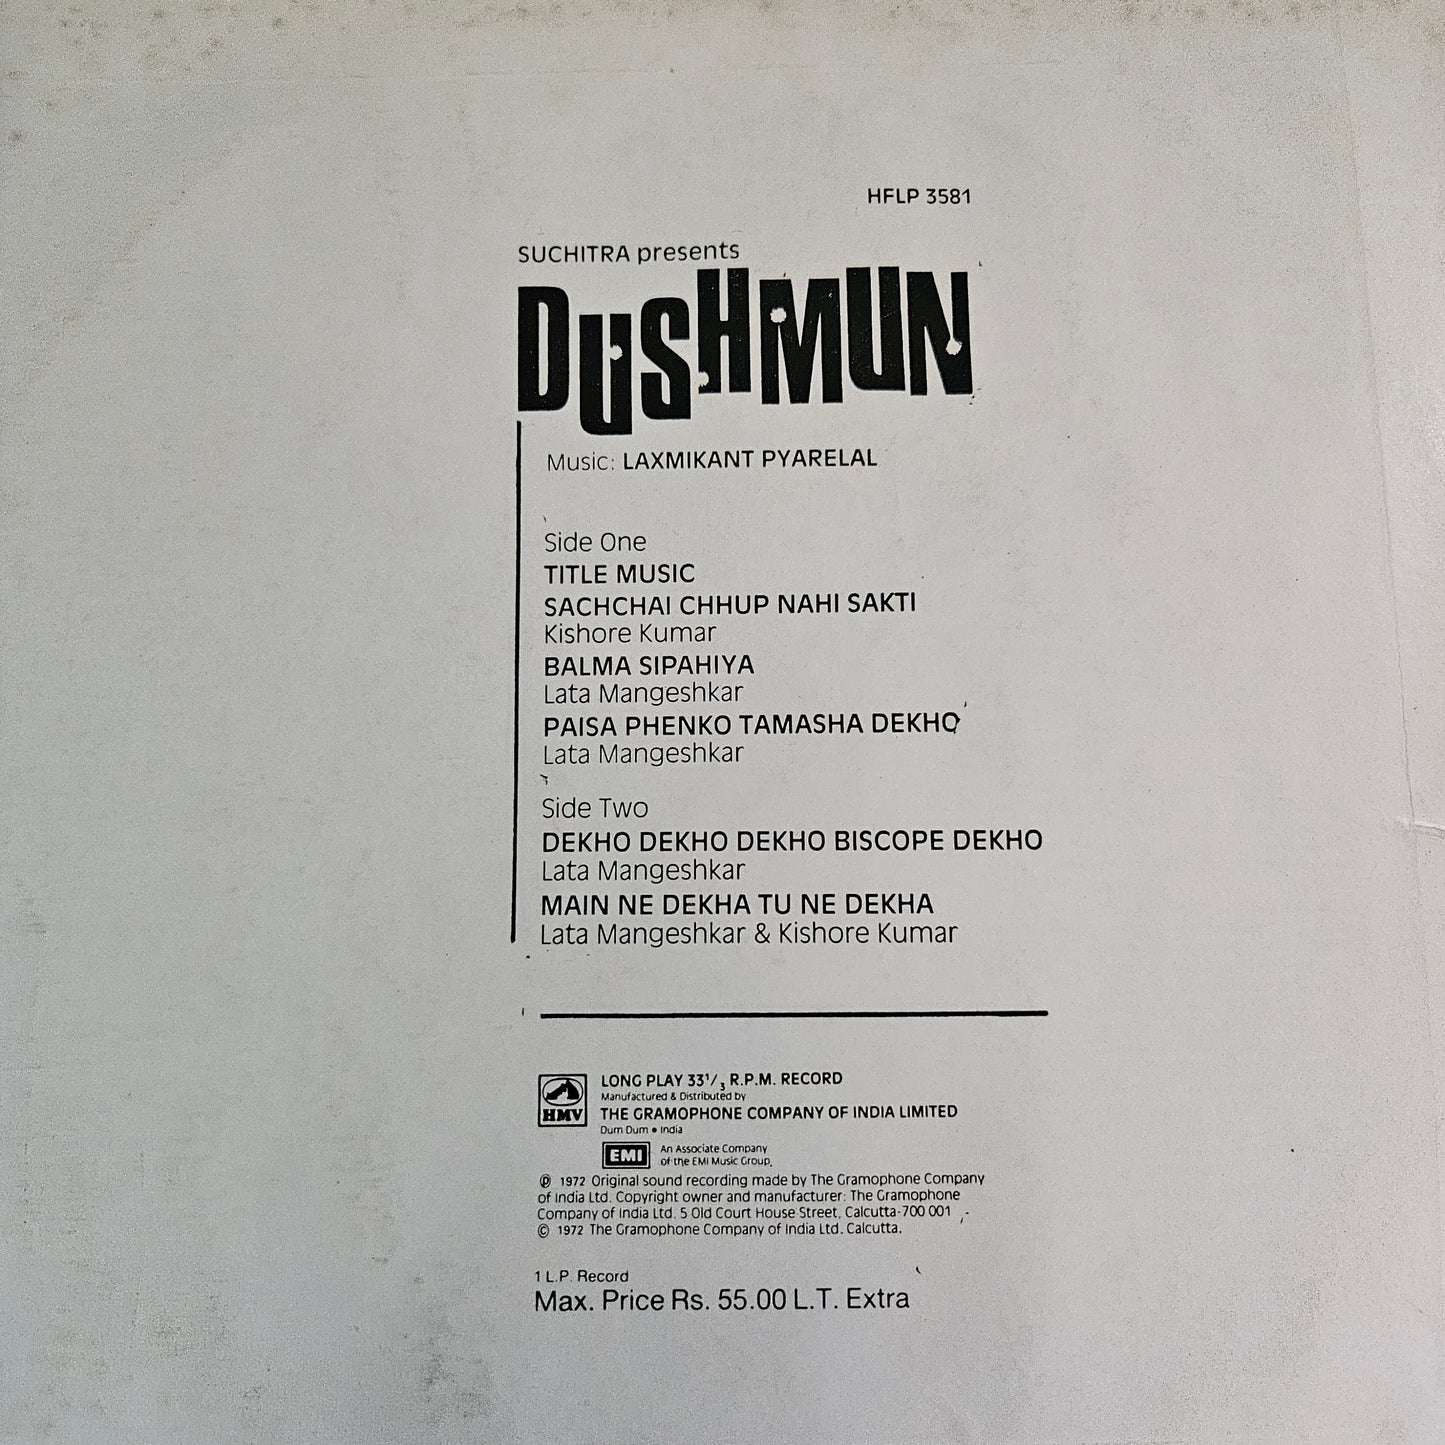 HFLP 3581
SUCHITRA presents
DUSHMUN
Music: LAXMIKANT PYARELAL
Side One
TITLE MUSIC
SACHCHAI CHHUP NAHI SAKTI
Kishore Kumar
BALMA SIPAHIYA
Lata Mangeshkar
PAISA PHENKO TAMASHA DEKHO
Lata Mangeshkar
Side Two
DEKHO DEKHO DEKHO BISCOPE DEKHO
Lata Mangeshkar
MAIN NE DEKHA TU NE DEKHA
Lata Mangeshkar & Kishore Kumar
HMV
LONG PLAY 33 1/3 R.P.M. RECORD
Manufactured & Distributed by
THE GRAMOPHONE COMPANY OF INDIA LIMITED
Dum Dum • India
EMI
An Associate Company
of the EMI Music Group.
℗ 1972 Original sound recording made by The Gramophone Company
of India Ltd. Copyright owner and manufacturer: The Gramophone
Company of India Ltd. 5 Old Court House Street, Calcutta-700 001
© 1972 The Gramophone Company of India Ltd. Calcutta.
1 L.P. Record
Max. Price Rs. 55.00 L.T. Extra